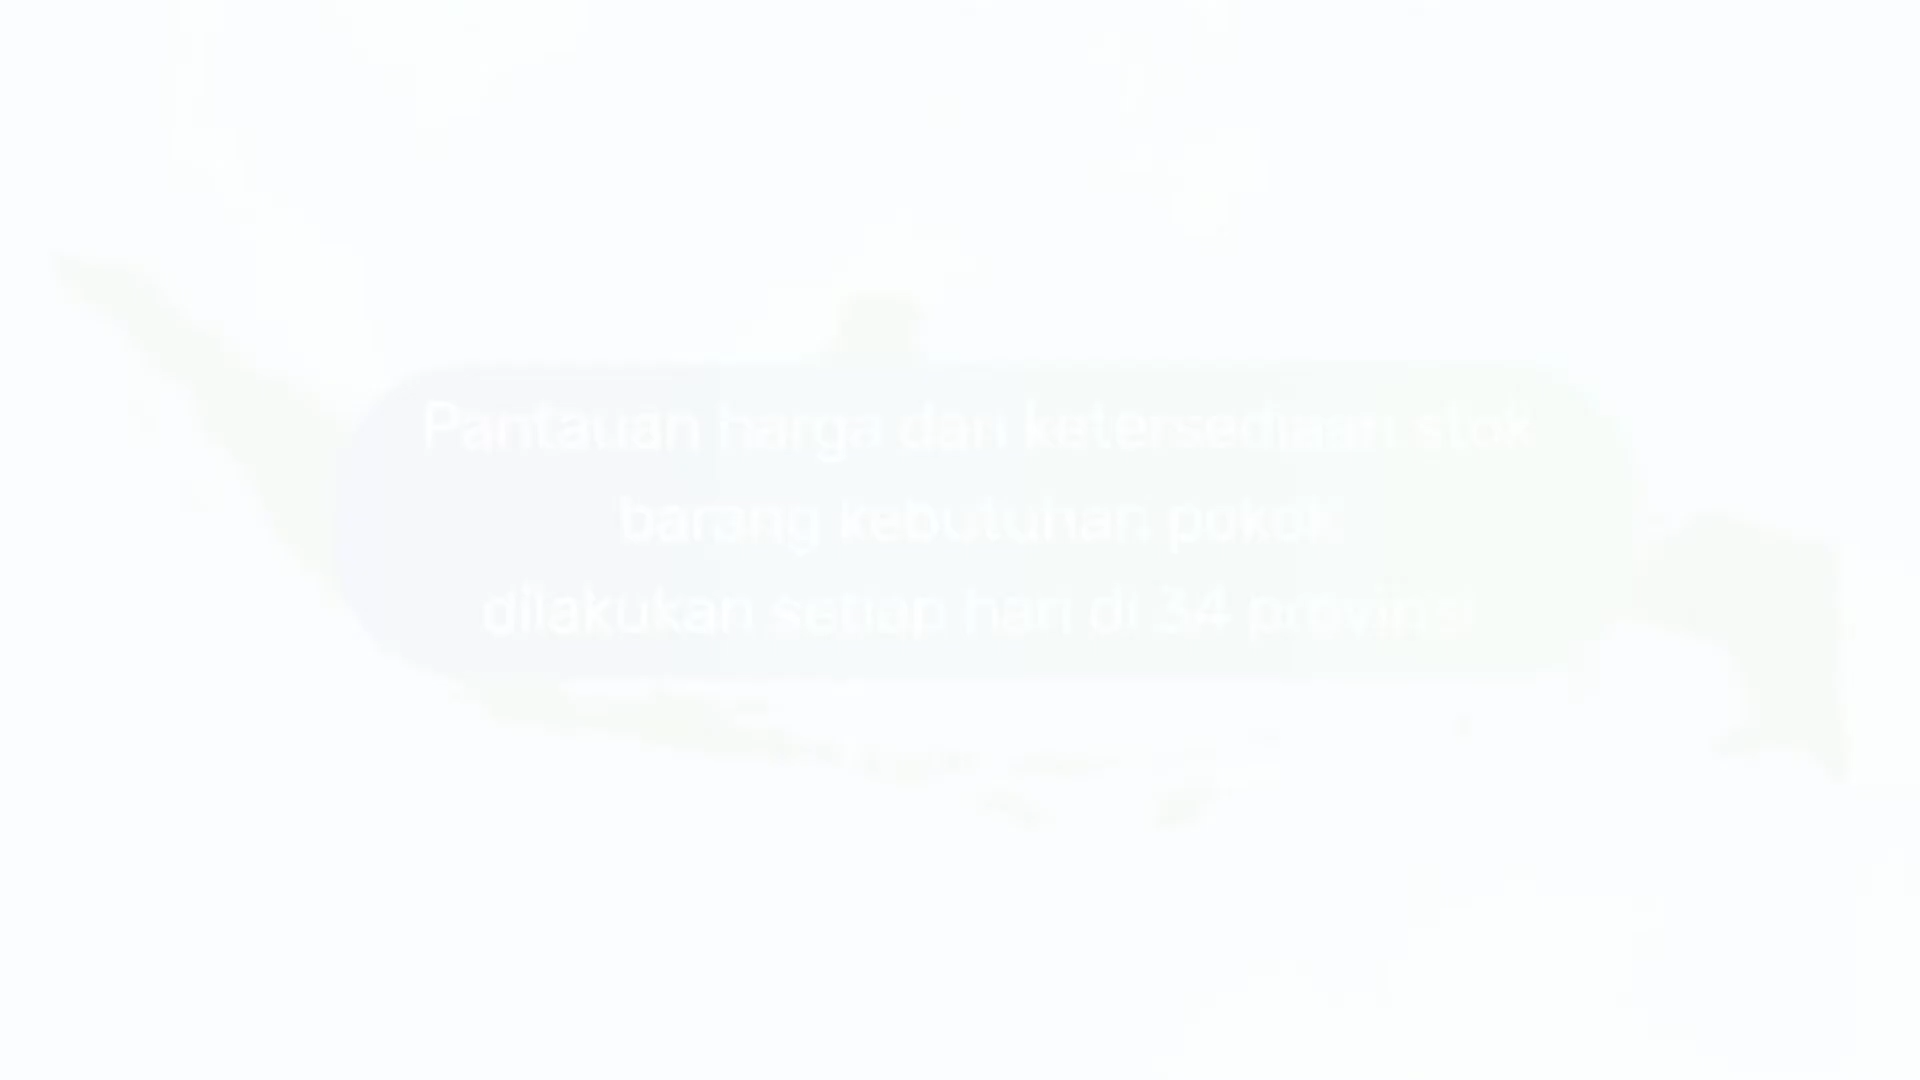 Pantauan harga dan ketersediaan stok
barang kebutuhan pokok
dilakukan setiap hari di 34 provinsi